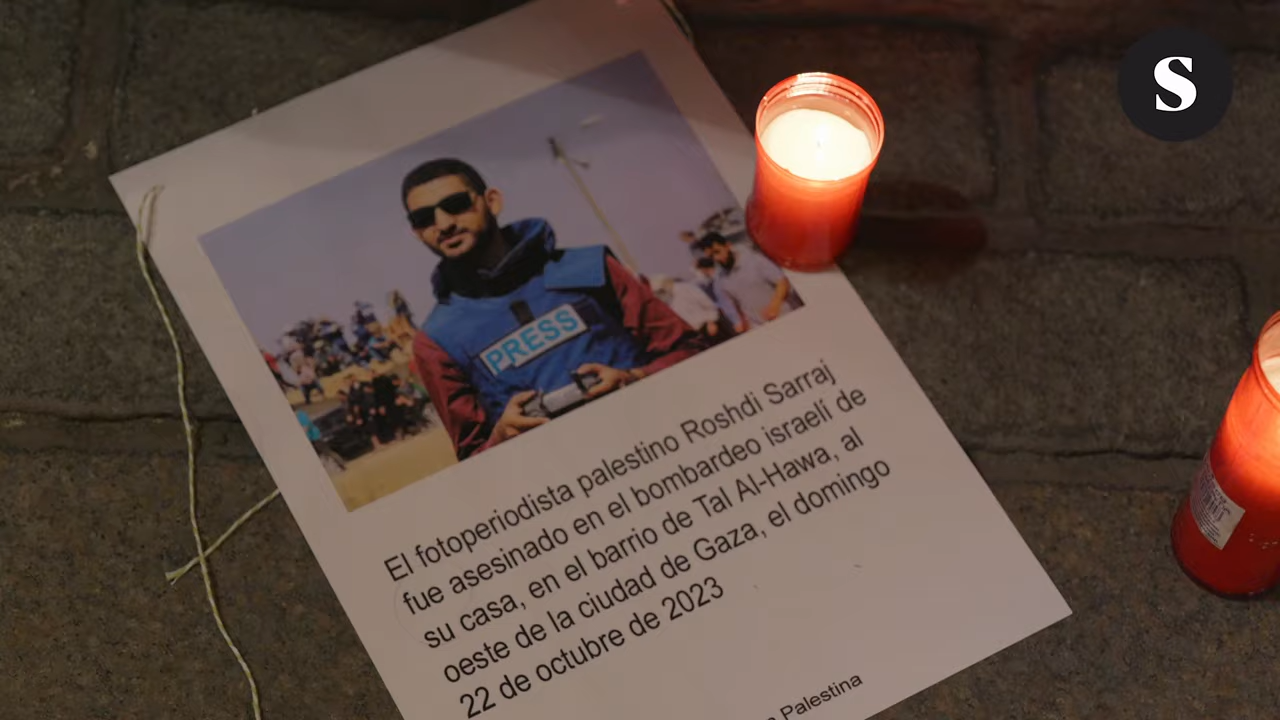 S
PRESS
El fotoperiodista palestino Roshdi Sarraj
fue asesinado en el bombardeo israelí de
su casa, en el barrio de Tal Al-Hawa, al
oeste de la ciudad de Gaza, el domingo
22 de octubre de 2023
Palestina